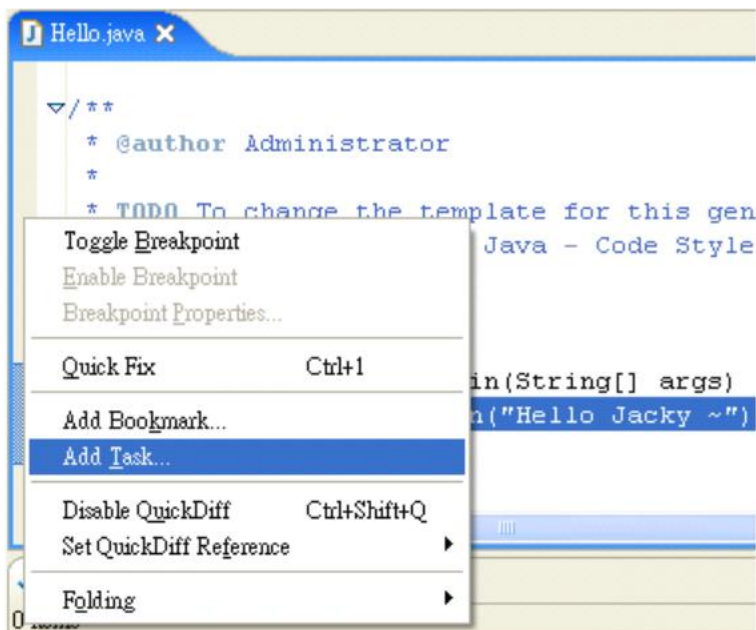 Hello.java
/**
* @author Administrator
*
* TODO To change the template for this gen
Toggle Breakpoint
Java - Code Style
Enable Breakpoint
Breakpoint Properties...
Quick Fix Ctrl+1
in(String[] args)
Add Bookmark...
n("Hello Jacky ~")
Add Task...
Disable QuickDiff Ctrl+Shift+Q
Set QuickDiff Reference
Folding
0 items